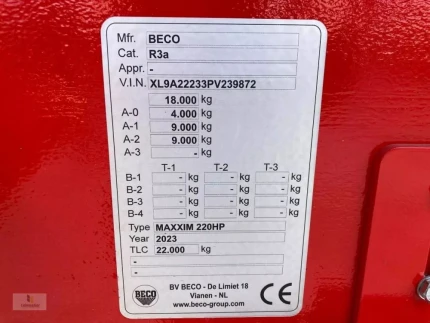 Mfr. BECO
Cat. R3a
Appr. -
V.I.N. XL9A22233PV239872
18.000 kg
A-0 4.000 kg
A-1 9.000 kg
A-2 9.000 kg
A-3 - kg
T-1 T-2 T-3
B-1 - kg - kg - kg
B-2 - kg - kg - kg
B-3 - kg - kg - kg
B-4 - kg - kg - kg
Type MAXXIM 220HP
Year 2023
TLC 22.000 kg
-
-
BECO
BV BECO - De Limiet 18
Vianen - NL
www.beco-group.com
CE